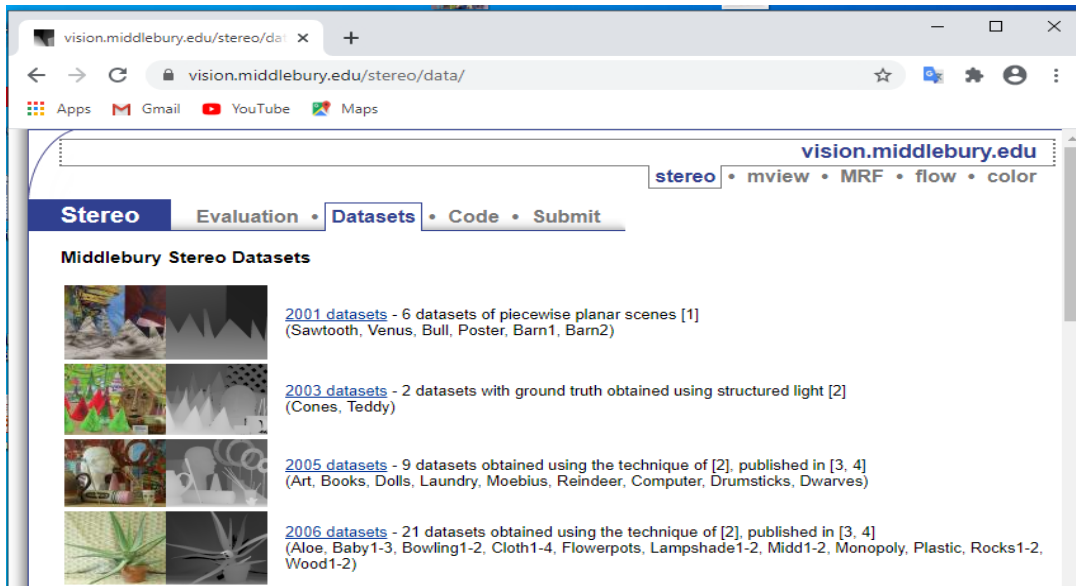 vision.middlebury.edu/stereo/dat
vision.middlebury.edu/stereo/data/
Apps Gmail YouTube Maps
vision.middlebury.edu
stereo • mview • MRF • flow • color
Stereo Evaluation • Datasets • Code • Submit
Middlebury Stereo Datasets
2001 datasets - 6 datasets of piecewise planar scenes [1]
(Sawtooth, Venus, Bull, Poster, Barn1, Barn2)
2003 datasets - 2 datasets with ground truth obtained using structured light [2]
(Cones, Teddy)
2005 datasets - 9 datasets obtained using the technique of [2], published in [3, 4]
(Art, Books, Dolls, Laundry, Moebius, Reindeer, Computer, Drumsticks, Dwarves)
2006 datasets - 21 datasets obtained using the technique of [2], published in [3, 4]
(Aloe, Baby1-3, Bowling1-2, Cloth1-4, Flowerpots, Lampshade1-2, Midd1-2, Monopoly, Plastic, Rocks1-2,
Wood1-2)